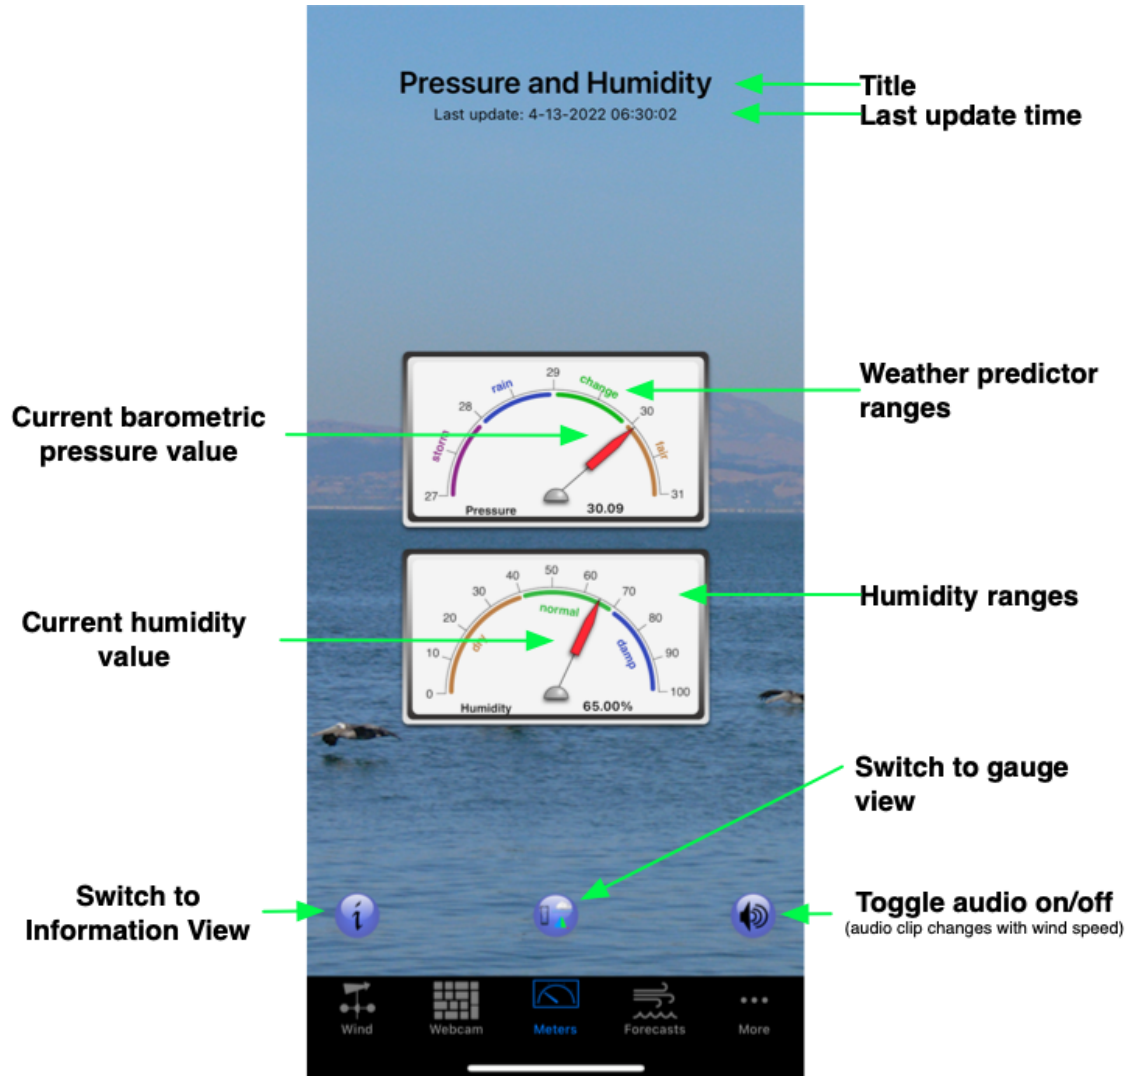 Pressure and Humidity
Last update: 4-13-2022 06:30:02
Title
Last update time
Weather predictor
ranges
Current barometric
pressure value
27
28
29
30
31
storm
rain
change
fair
Pressure
30.09
Humidity ranges
Current humidity
value
0
10
20
30
40
50
60
70
80
90
100
dry
normal
damp
Humidity
65.00%
Switch to gauge
view
Switch to
Information View
i
Toggle audio on/off
(audio clip changes with wind speed)
Wind
Webcam
Meters
Forecasts
More